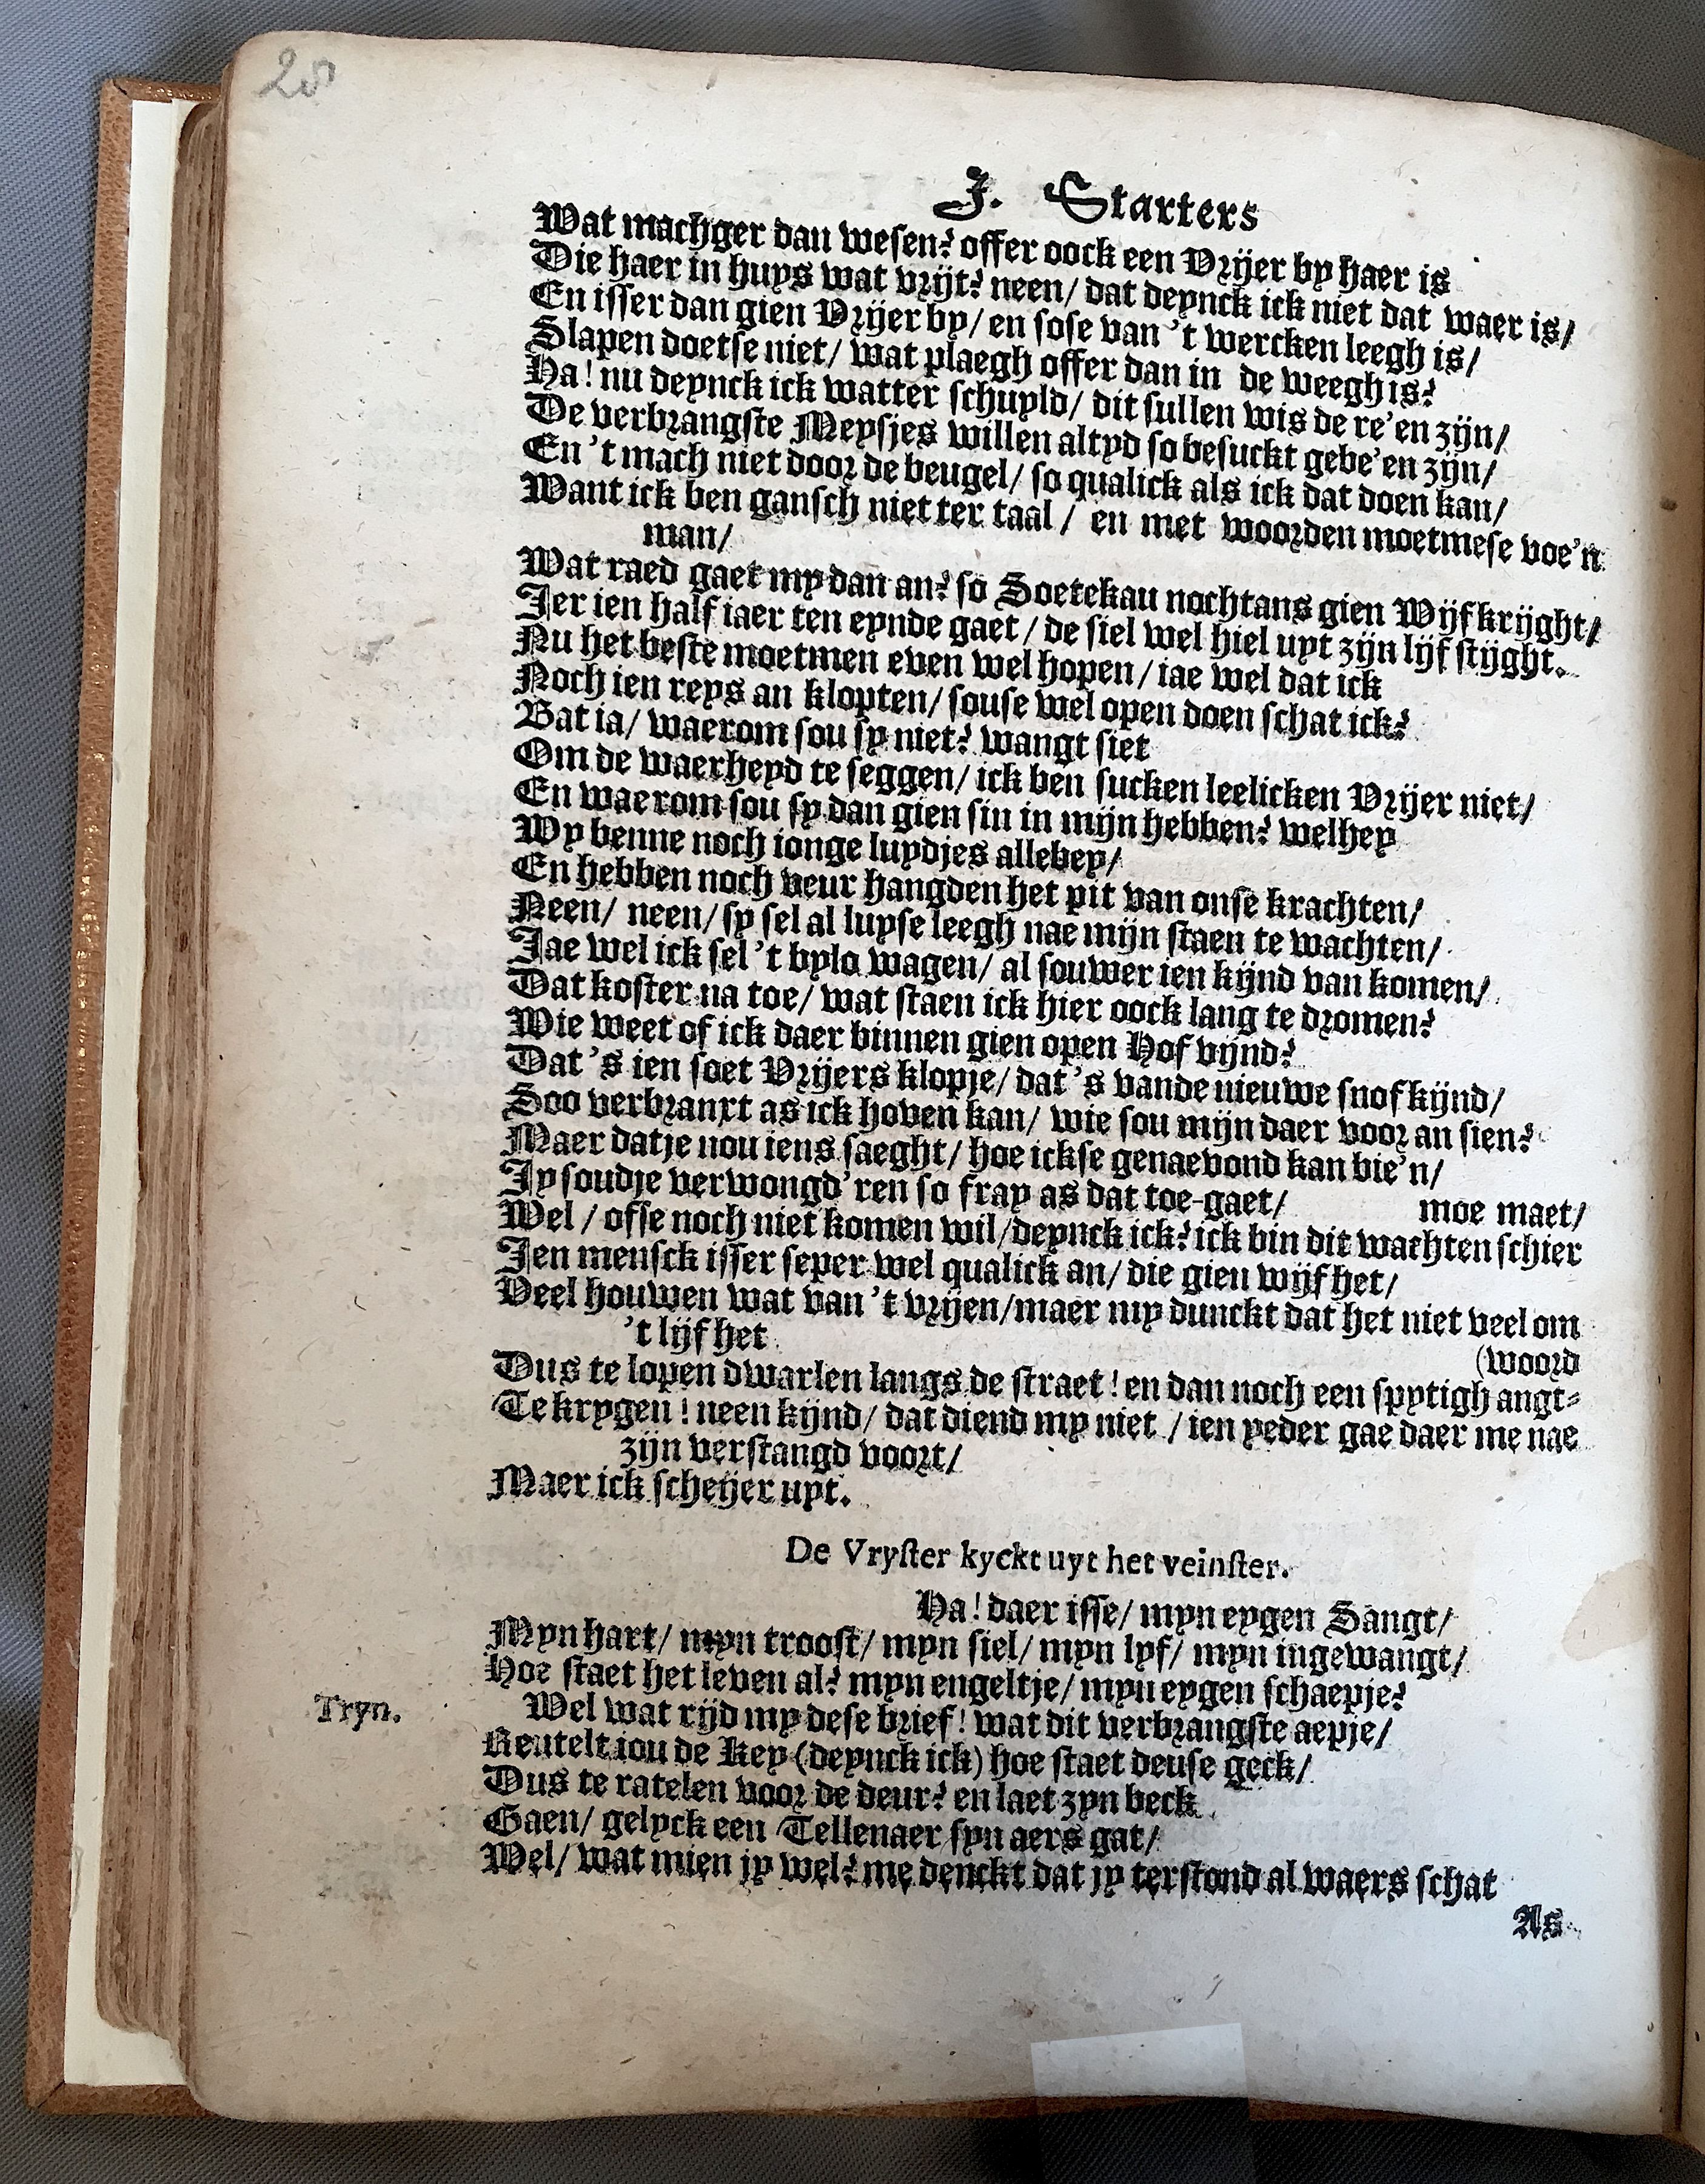 28
J. Starters
Wat machger dan wesen? offer oock een Vrijer by haer is
Die haer in huys wat vrijt? neen/ dat deynck ick niet dat waer is/
En isser dan gien Vrijer by/ en sose van 't wercken leegh is/
Slapen doetse niet/ wat plaegh offer dan in de weegh is?
Ha! nu deynck ick watter schuyld/ dit sullen wis de re'en zijn/
De verbrangste Meysjes willen altyd so besuckt gebe'en zijn/
En 't mach niet door de beugel/ so qualick als ick dat doen kan/
Want ick ben gansch niet ter taal/ en met woorden moetmese voe'n
man/
Wat raed gaet my dan an? so Soetekau nochtans gien Wijf krijght/
Jer ien half iaer ten eynde gaet/ de siel wel hiel uyt zijn lijf stijght.
Nu het beste moetmen even wel hopen/ iae wel dat ick
Noch ien reys an klopten/ souse wel open doen schat ick?
Bat ia/ waerom sou sy niet? wangt siet
Om de waerheyd te seggen/ ick ben sucken leelicken Vrijer niet/
En waerom sou sy dan gien sin in mijn hebben? welhey
Wy benne noch ionge luydjes allebey/
En hebben noch veur hangden het pit van onse krachten/
Neen/ neen/ sy sel al luyse leegh nae mijn staen te wachten/
Jae wel ick sel 't bylo wagen/ al souwer ien kijnd van komen/
Dat koster na toe/ wat staen ick hier oock lang te dromen?
Wie weet of ick daer binnen gien open Hof vijnd?
Dat 's ien soet Vrijers klopje/ dat 's vande nieuwe snof kijnd/
Soo verbranxt as ick hoven kan/ wie sou mijn daer voor an sien?
Maer datje nou iens saeght/ hoe ickse genaevond kan bie'n/
Jy soudje verwongd'ren so fray as dat toe-gaet/ moe maet/
Wel/ ofse noch niet komen wil/ deynck ick? ick bin dit wachten schier
Jen mensck isser seper wel qualick an/ die gien wijf het/
Veel houwen wat van 't vrijen/ maer my dunckt dat het niet veel om
't lijf het
(woord
Dus te lopen dwarlen langs de straet! en dan noch een spytigh angt-
Te krygen! neen kijnd/ dat diend my niet/ ien yeder gae daer me nae
zijn verstangd voort/
Maer ick scheyer uyt.
De Vryster kyckt uyt het veinster.
Ha! daer isse/ myn eygen Sangt/
Myn hart/ myn troost/ myn siel/ myn lyf/ myn ingewangt/
Hoe staet het leven al? myn engeltje/ myn eygen schaepje?
Tryn. Wel wat rijd my dese brief! wat dit verbrangste aepje/
Reutelt iou de Key (deynck ick) hoe staet deuse geck/
Dus te ratelen voor de deur? en laet zyn beck
Gaen/ gelyck een Tellenaer syn aers gat/
Wel/ wat mien jy wel? me denckt dat jy terstond al waers schat
As